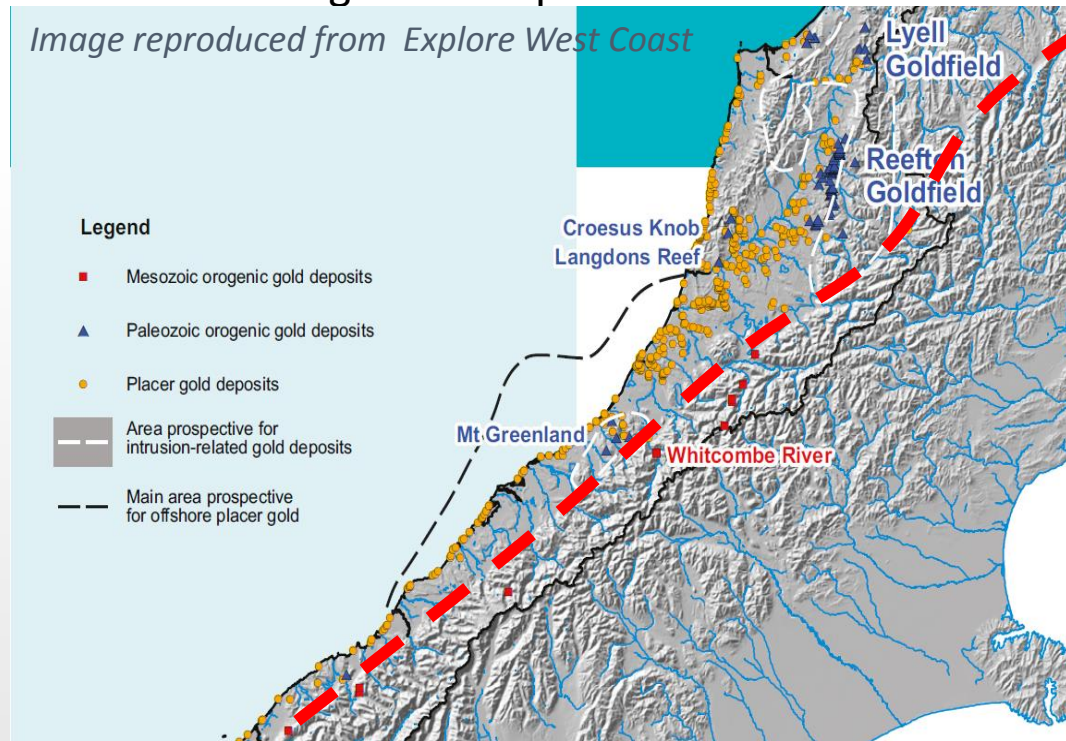 Image reproduced from Explore West Coast
Lyell
Goldfield
Reefton
Goldfield
Croesus Knob
Langdons Reef
Legend
Mesozoic orogenic gold deposits
Paleozoic orogenic gold deposits
Placer gold deposits
Area prospective for
intrusion-related gold deposits
Main area prospective
for offshore placer gold
Mt Greenland
Whitcombe River